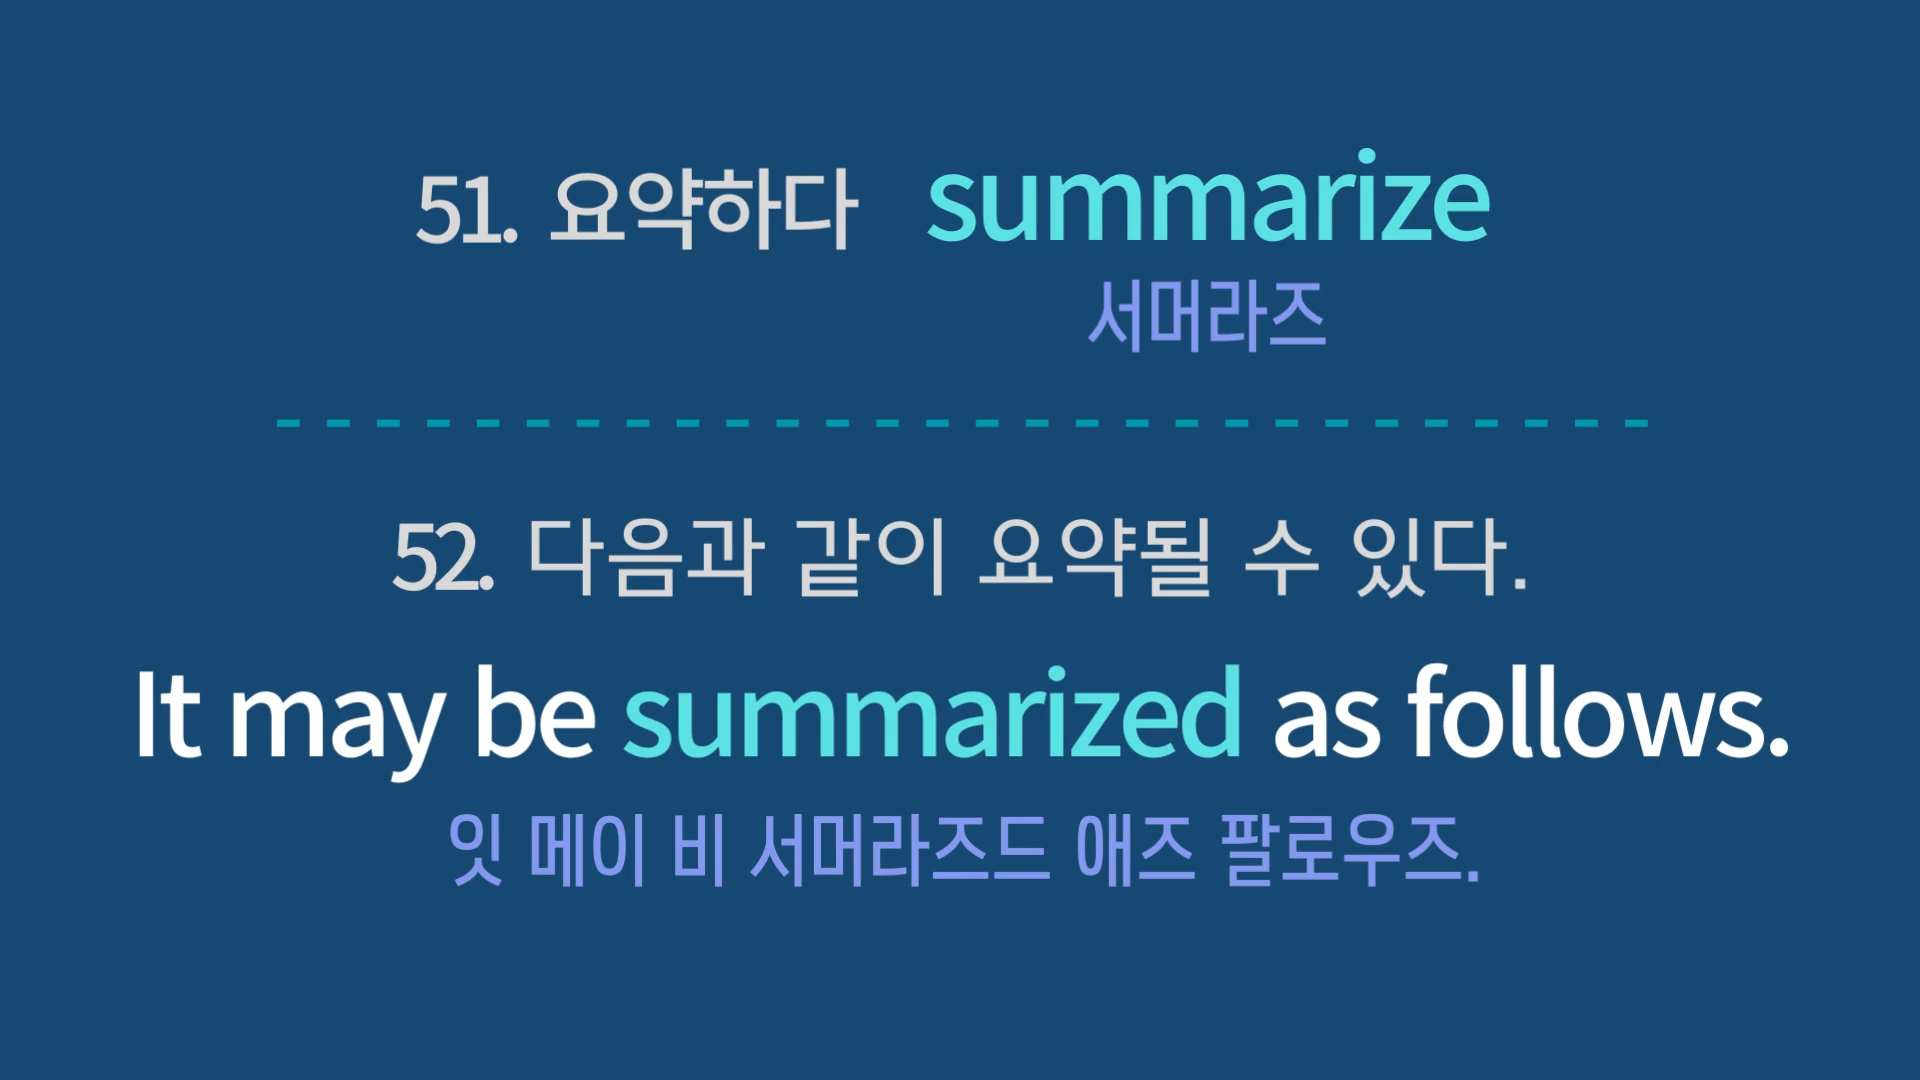 51. 요약하다 summarize
서머라즈
52. 다음과 같이 요약될 수 있다.
It may be summarized as follows.
잇 메이 비 서머라즈드 애즈 팔로우즈.